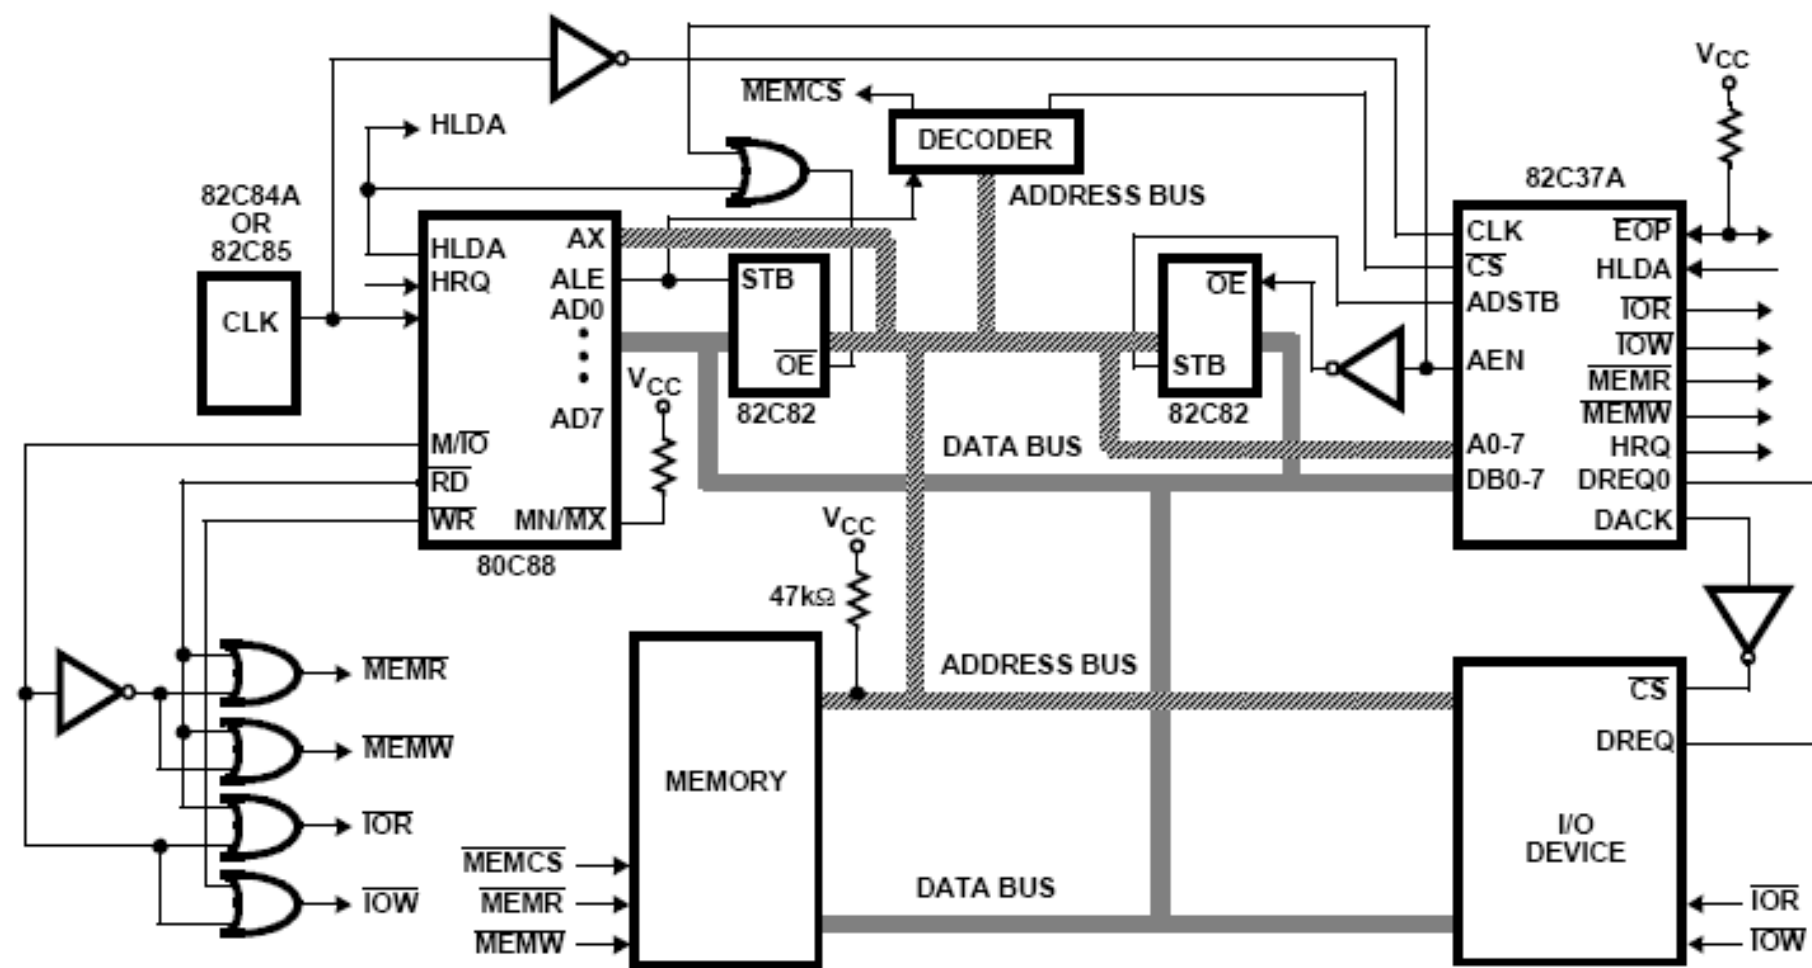 V̅CC
MEMCS
HLDA
DECODER
82C84A
OR
82C85
82C37A
ADDRESS BUS
HLDA
AX
CLK
EOP
HRQ
ALE
STB
OE
CS
HLDA
AD0
ADSTB
IOR
CLK
IOW
OE
STB
AEN
VCC
MEMR
AD7
82C82
82C82
MEMW
M/IO
DATA BUS
A0-7
HRQ
RD
DB0-7
DREQ0
WR
MN/MX
VCC
DACK
80C88
47kΩ
MEMR
ADDRESS BUS
CS
MEMW
DREQ
MEMORY
IOR
I/O
DEVICE
MEMCS
IOW
DATA BUS
MEMR
IOR
MEMW
IOW